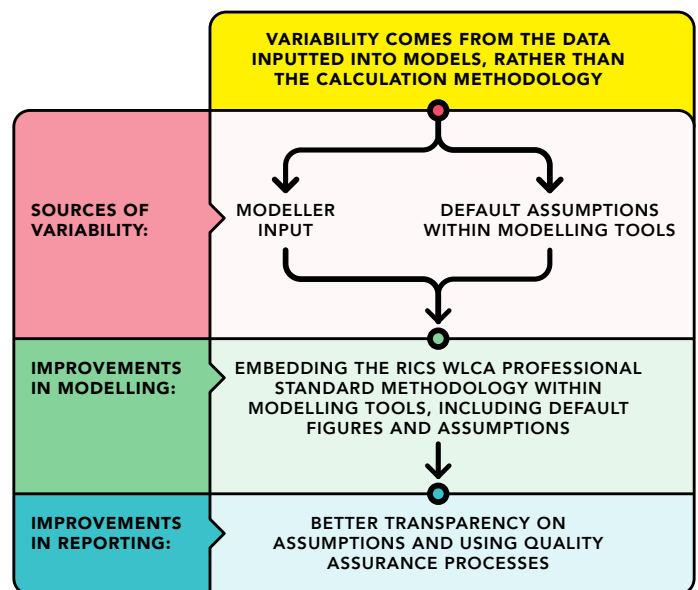 VARIABILITY COMES FROM THE DATA
INPUTTED INTO MODELS, RATHER THAN
THE CALCULATION METHODOLOGY
SOURCES OF
VARIABILITY:
MODELLER
INPUT
DEFAULT ASSUMPTIONS
WITHIN MODELLING TOOLS
IMPROVEMENTS
IN MODELLING:
EMBEDDING THE RICS WLCA PROFESSIONAL
STANDARD METHODOLOGY WITHIN
MODELLING TOOLS, INCLUDING DEFAULT
FIGURES AND ASSUMPTIONS
IMPROVEMENTS
IN REPORTING:
BETTER TRANSPARENCY ON
ASSUMPTIONS AND USING QUALITY
ASSURANCE PROCESSES